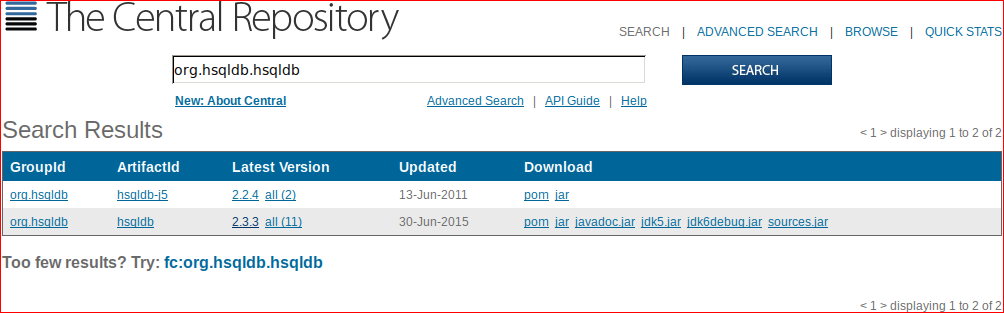 The Central Repository
SEARCH | ADVANCED SEARCH | BROWSE | QUICK STATS
org.hsqldb.hsqldb SEARCH
New: About Central Advanced Search | API Guide | Help
Search Results < 1 > displaying 1 to 2 of 2
GroupId ArtifactId Latest Version Updated Download
org.hsqldb hsqldb-j5 2.2.4 all (2) 13-Jun-2011 pom jar
org.hsqldb hsqldb 2.3.3 all (11) 30-Jun-2015 pom jar javadoc.jar jdk5.jar jdk6debug.jar sources.jar
Too few results? Try: fc:org.hsqldb.hsqldb
< 1 > displaying 1 to 2 of 2